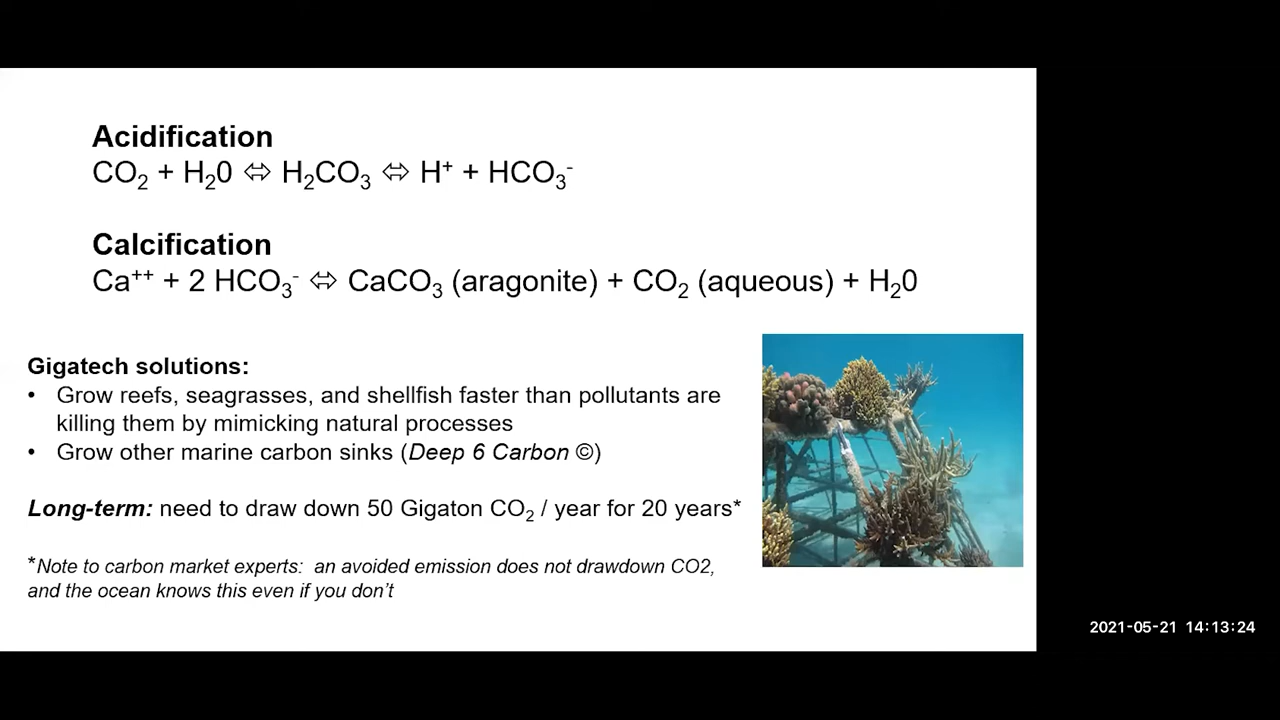 Acidification
CO₂ + H₂0 ⬄ H₂CO₃ ⬄ H⁺ + HCO₃⁻
Calcification
Ca⁺⁺ + 2 HCO₃⁻ ⬄ CaCO₃ (aragonite) + CO₂ (aqueous) + H₂0
Gigatech solutions:
• Grow reefs, seagrasses, and shellfish faster than pollutants are
killing them by mimicking natural processes
• Grow other marine carbon sinks (Deep 6 Carbon ©)
Long-term: need to draw down 50 Gigaton CO₂ / year for 20 years*
*Note to carbon market experts: an avoided emission does not drawdown CO2,
and the ocean knows this even if you don't
2021-05-21 14:13:24